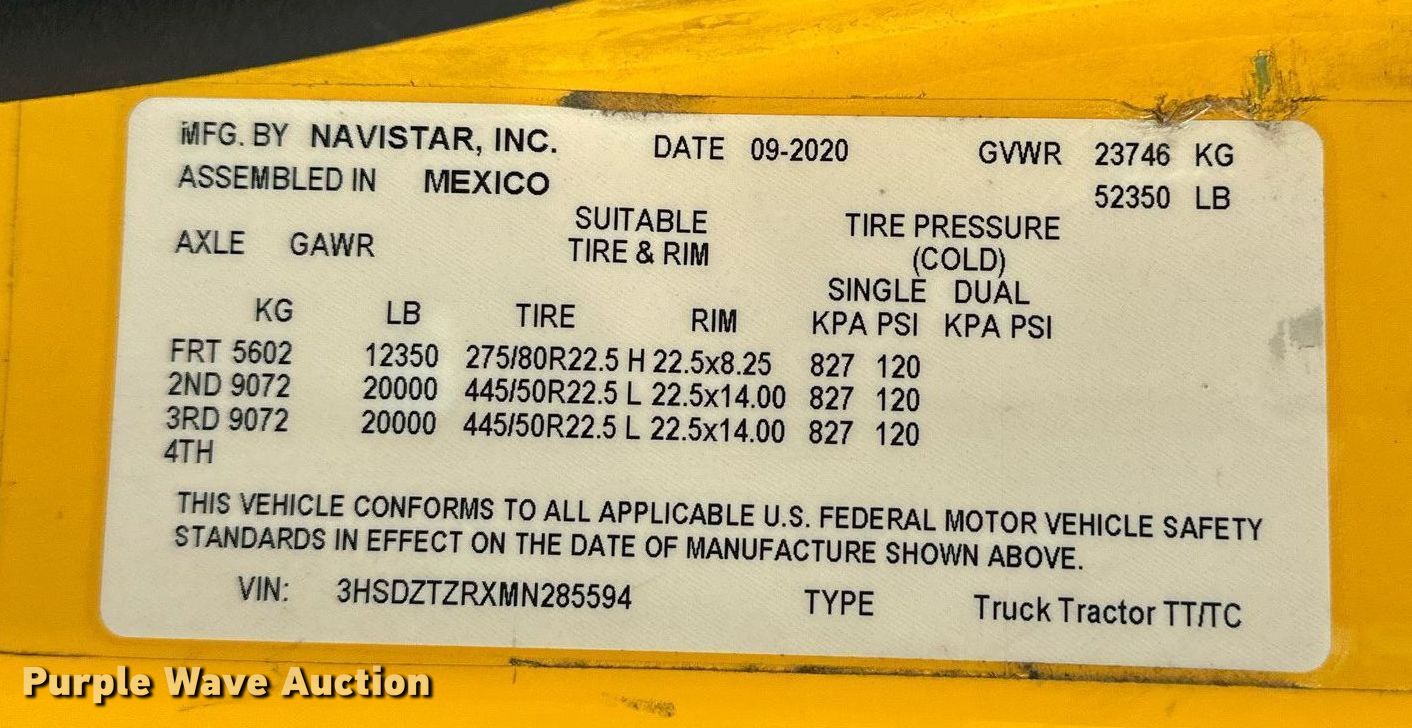 MFG. BY NAVISTAR, INC. DATE 09-2020 GVWR 23746 KG
ASSEMBLED IN MEXICO 52350 LB
SUITABLE TIRE PRESSURE
AXLE GAWR TIRE & RIM (COLD)
SINGLE DUAL
KG LB TIRE RIM KPA PSI KPA PSI
FRT 5602 12350 275/80R22.5 H 22.5x8.25 827 120
2ND 9072 20000 445/50R22.5 L 22.5x14.00 827 120
3RD 9072 20000 445/50R22.5 L 22.5x14.00 827 120
4TH
THIS VEHICLE CONFORMS TO ALL APPLICABLE U.S. FEDERAL MOTOR VEHICLE SAFETY
STANDARDS IN EFFECT ON THE DATE OF MANUFACTURE SHOWN ABOVE.
VIN: 3HSDZTZRXMN285594 TYPE Truck Tractor TT/TC
Purple Wave Auction